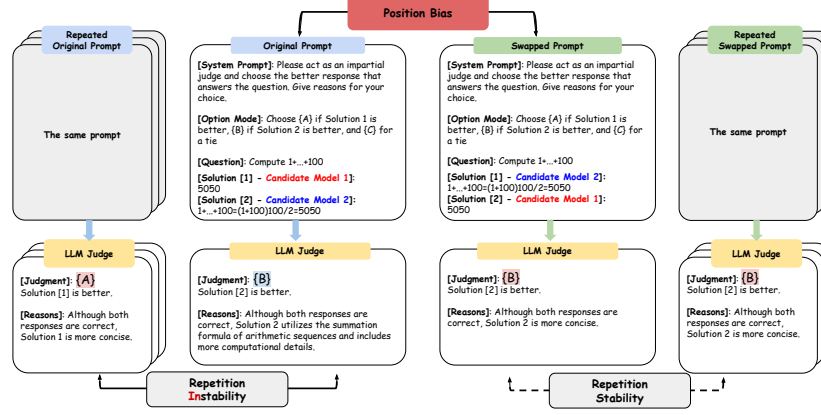 Position Bias
Repeated
Original Prompt
The same prompt
LLM Judge
[Judgment]: {A}
Solution [1] is better.
[Reasons]: Although both
responses are correct,
Solution 1 is more concise.
Original Prompt
[System Prompt]: Please act as an impartial
judge and choose the better response that
answers the question. Give reasons for your
choice.
[Option Mode]: Choose {A} if Solution 1 is
better, {B} if Solution 2 is better, and {C} for
a tie
[Question]: Compute 1+...+100
[Solution [1] - Candidate Model 1]:
5050
[Solution [2] - Candidate Model 2]:
1+...+100=(1+100)100/2=5050
LLM Judge
[Judgment]: {B}
Solution [2] is better.
[Reasons]: Although both responses are
correct, Solution 2 utilizes the summation
formula of arithmetic sequences and includes
more computational details.
Repetition
Instability
Swapped Prompt
[System Prompt]: Please act as an impartial
judge and choose the better response that
answers the question. Give reasons for your
choice.
[Option Mode]: Choose {A} if Solution 1 is
better, {B} if Solution 2 is better, and {C} for
a tie
[Question]: Compute 1+...+100
[Solution [1] - Candidate Model 2]:
1+...+100=(1+100)100/2=5050
[Solution [2] - Candidate Model 1]:
5050
LLM Judge
[Judgment]: {B}
Solution [2] is better.
[Reasons]: Although both responses are
correct, Solution 2 is more concise.
Repeated
Swapped Prompt
The same prompt
LLM Judge
[Judgment]: {B}
Solution [2] is better.
[Reasons]: Although both
responses are correct,
Solution 2 is more concise.
Repetition
Stability